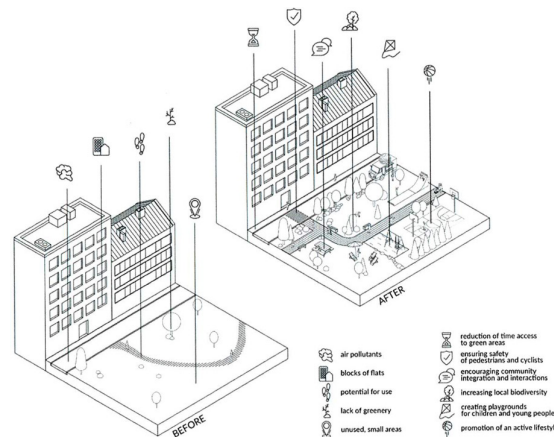 AFTER
BEFORE
air pollutants
blocks of flats
potential for use
lack of greenery
unused, small areas
reduction of time access
to green areas
ensuring safety
of pedestrians and cyclists
encouraging community
integration and interactions
increasing local biodiversity
creating playgrounds
for children and young people
promotion of an active lifestyl